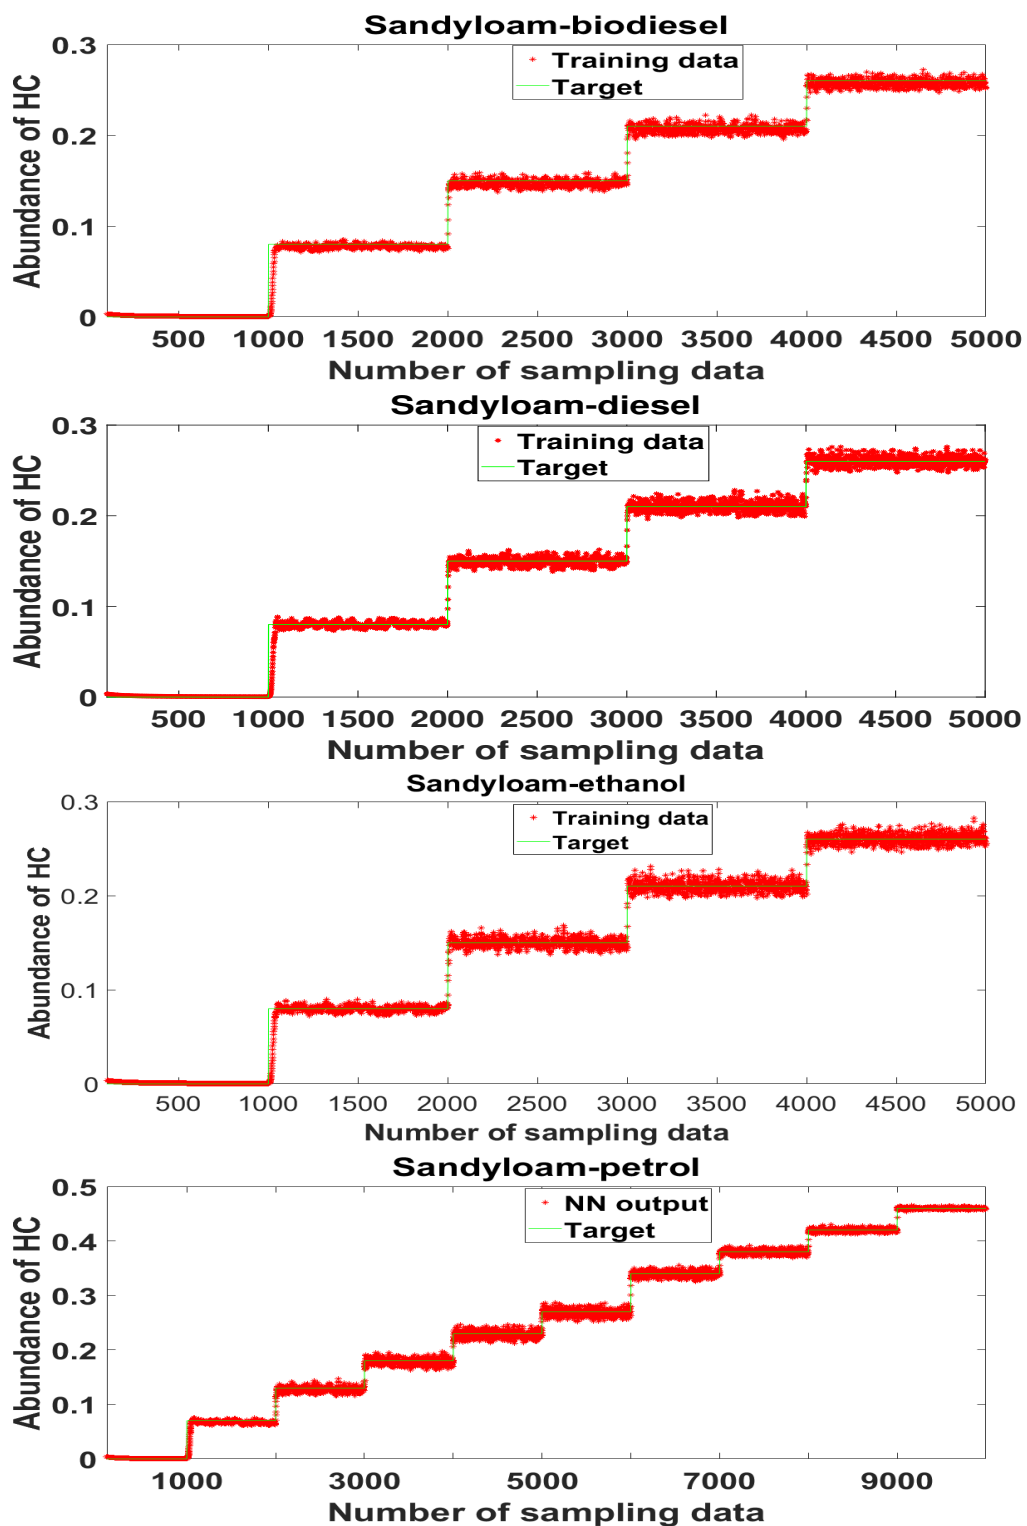 Sandyloam-biodiesel
0.3
Training data
Target
0.2
Abundance of HC
0.1
0
500 1000 1500 2000 2500 3000 3500 4000 4500 5000
Number of sampling data
Sandyloam-diesel
0.3
Training data
Target
0.2
Abundance of HC
0.1
0
500 1000 1500 2000 2500 3000 3500 4000 4500 5000
Number of sampling data
Sandyloam-ethanol
0.3
Training data
Target
0.2
Abundance of HC
0.1
0
500 1000 1500 2000 2500 3000 3500 4000 4500 5000
Number of sampling data
Sandyloam-petrol
0.5
NN output
Target
0.4
0.3
Abundance of HC
0.2
0.1
0
1000 3000 5000 7000 9000
Number of sampling data